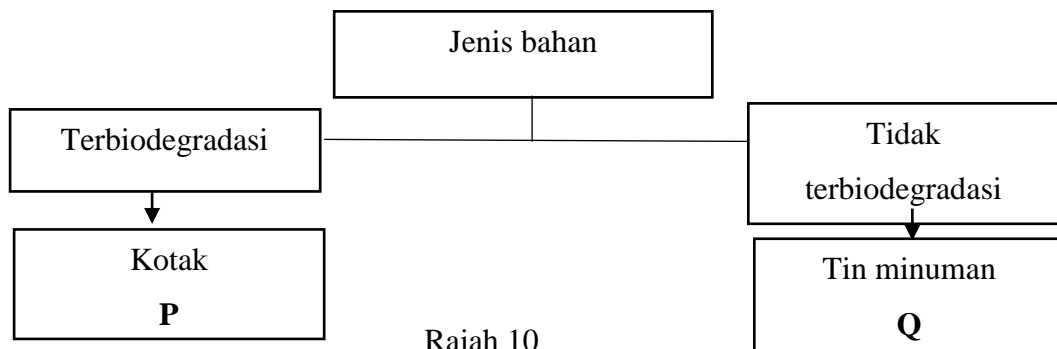 Jenis bahan
Terbiodegradasi
Tidak
terbiodegradasi
Kotak
P
Tin minuman
Q
Rajah 10